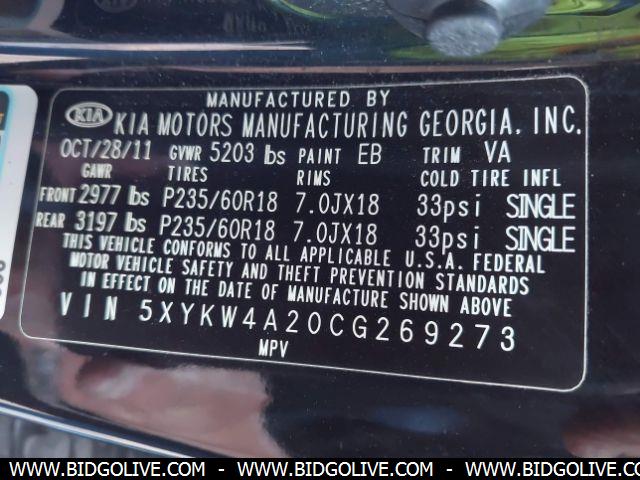 MANUFACTURED BY
KIA KIA MOTORS MANUFACTURING GEORGIA, INC.
OCT/28/11 GVWR 5203 lbs PAINT EB TRIM VA
GAWR TIRES RIMS COLD TIRE INFL
FRONT 2977 lbs P235/60R18 7.0JX18 33psi SINGLE
REAR 3197 lbs P235/60R18 7.0JX18 33psi SINGLE
THIS VEHICLE CONFORMS TO ALL APPLICABLE U.S.A. FEDERAL
MOTOR VEHICLE SAFETY AND THEFT PREVENTION STANDARDS
IN EFFECT ON THE DATE OF MANUFACTURE SHOWN ABOVE
VIN 5XYKW4A20CG269273
MPV
WWW.BIDGOLIVE.COM - WWW.BIDGOLIVE.COM - WWW.BIDGOLIVE.COM